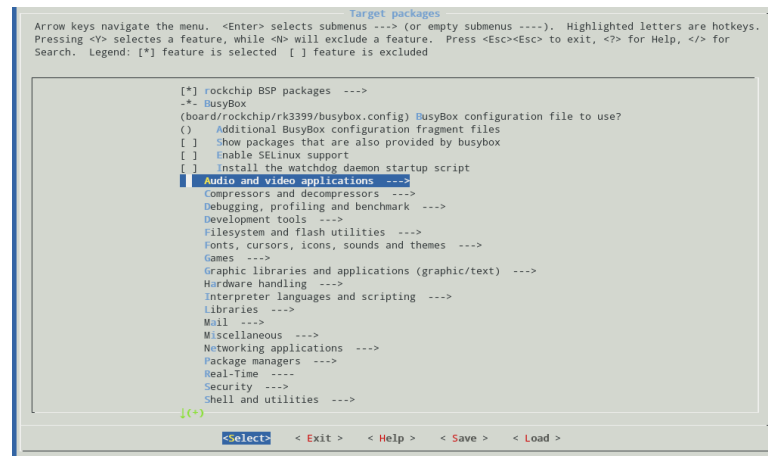 Target packages
Arrow keys navigate the menu.  <Enter> selects submenus ---> (or empty submenus ----).  Highlighted letters are hotkeys.
Pressing <Y> selectes a feature, while <N> will exclude a feature.  Press <Esc><Esc> to exit, <?> for Help, </> for
Search.  Legend: [*] feature is selected  [ ] feature is excluded
[*] rockchip BSP packages  --->
-*- BusyBox
(board/rockchip/rk3399/busybox.config) BusyBox configuration file to use?
()    Additional BusyBox configuration fragment files
[ ]   Show packages that are also provided by busybox
[ ]   Enable SELinux support
[ ]   Install the watchdog daemon startup script
Audio and video applications  --->
Compressors and decompressors  --->
Debugging, profiling and benchmark  --->
Development tools  --->
Filesystem and flash utilities  --->
Fonts, cursors, icons, sounds and themes  --->
Games  --->
Graphic libraries and applications (graphic/text)  --->
Hardware handling  --->
Interpreter languages and scripting  --->
Libraries  --->
Mail  --->
Miscellaneous  --->
Networking applications  --->
Package managers  --->
Real-Time  ----
Security  --->
Shell and utilities  --->
↓(+)
<Select>    < Exit >    < Help >    < Save >    < Load >